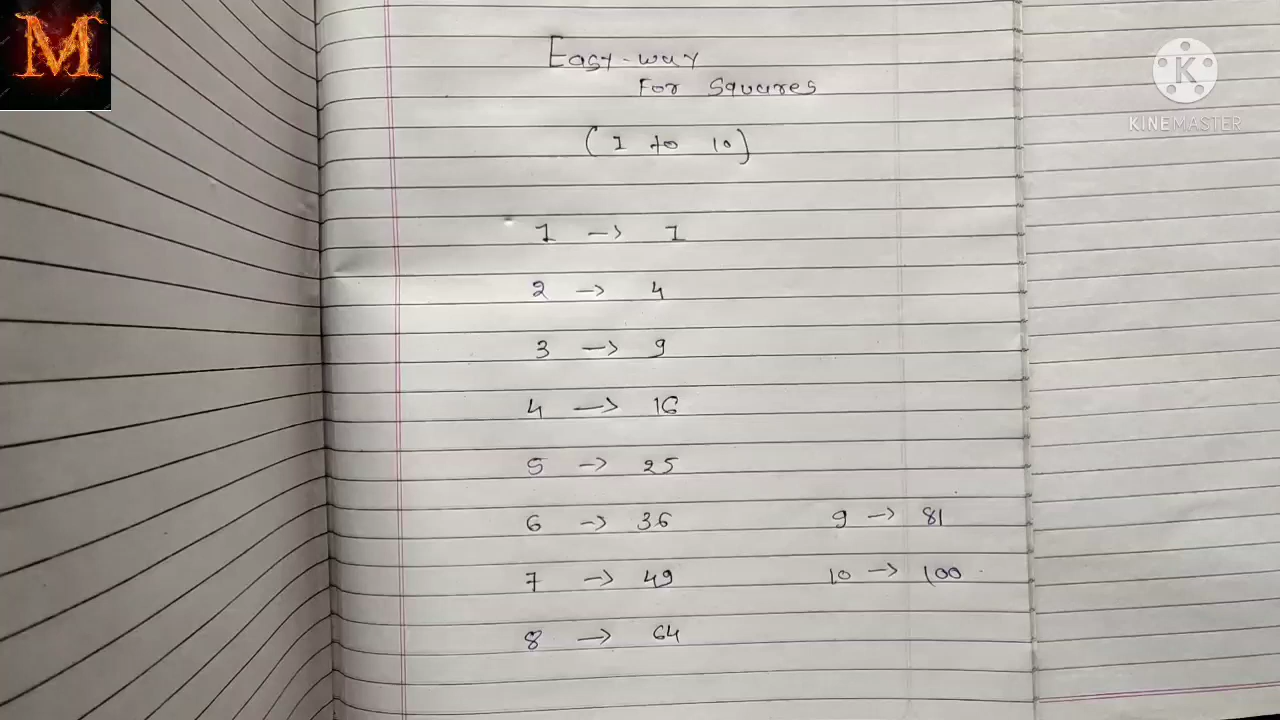 M
KINEMASTER
Easy-way
For Squares
(1 to 10)
1 -> 1
2 -> 4
3 -> 9
4 -> 16
5 -> 25
6 -> 36
7 -> 49
8 -> 64
9 -> 81
10 -> 100